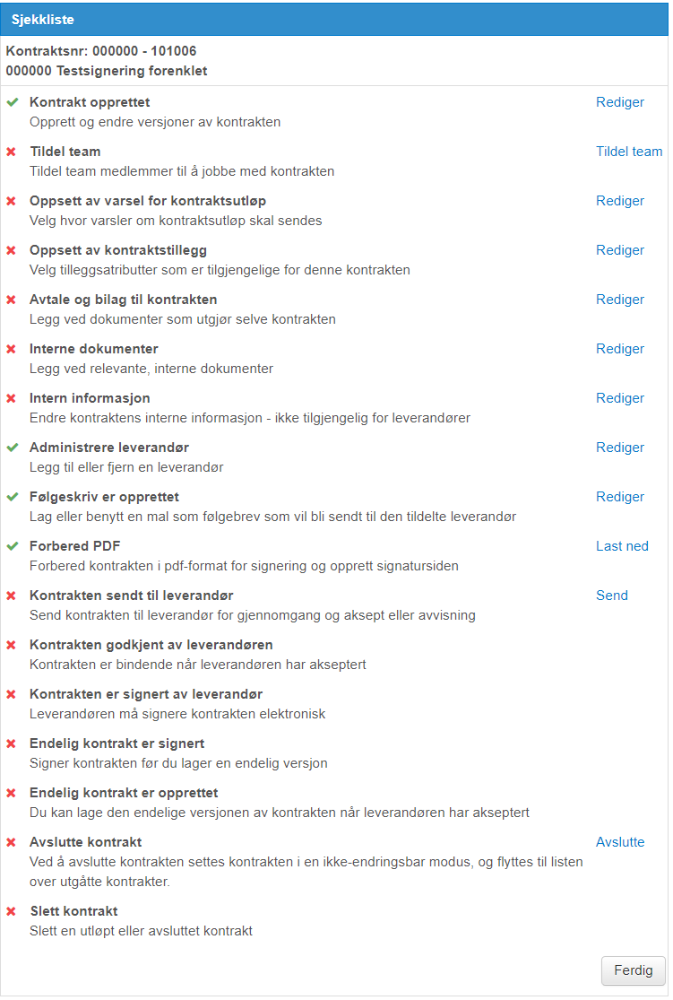 Sjekkliste
Kontraktsnr: 000000 - 101006
000000 Testsignering forenklet
Kontrakt opprettet Rediger
Opprett og endre versjoner av kontrakten
Tildel team Tildel team
Tildel team medlemmer til å jobbe med kontrakten
Oppsett av varsel for kontraktsutløp Rediger
Velg hvor varsler om kontraktsutløp skal sendes
Oppsett av kontraktstillegg Rediger
Velg tilleggsatributter som er tilgjengelige for denne kontrakten
Avtale og bilag til kontrakten Rediger
Legg ved dokumenter som utgjør selve kontrakten
Interne dokumenter Rediger
Legg ved relevante, interne dokumenter
Intern informasjon Rediger
Endre kontraktens interne informasjon - ikke tilgjengelig for leverandører
Administrere leverandør Rediger
Legg til eller fjern en leverandør
Følgeskriv er opprettet Rediger
Lag eller benytt en mal som følgebrev som vil bli sendt til den tildelte leverandør
Forbered PDF Last ned
Forbered kontrakten i pdf-format for signering og opprett signatursiden
Kontrakten sendt til leverandør Send
Send kontrakten til leverandør for gjennomgang og aksept eller avvisning
Kontrakten godkjent av leverandøren
Kontrakten er bindende når leverandøren har akseptert
Kontrakten er signert av leverandør
Leverandøren må signere kontrakten elektronisk
Endelig kontrakt er signert
Signer kontrakten før du lager en endelig versjon
Endelig kontrakt er opprettet
Du kan lage den endelige versjonen av kontrakten når leverandøren har akseptert
Avslutte kontrakt Avslutte
Ved å avslutte kontrakten settes kontrakten i en ikke-endringsbar modus, og flyttes til listen
over utgåtte kontrakter.
Slett kontrakt
Slett en utløpt eller avsluttet kontrakt
Ferdig